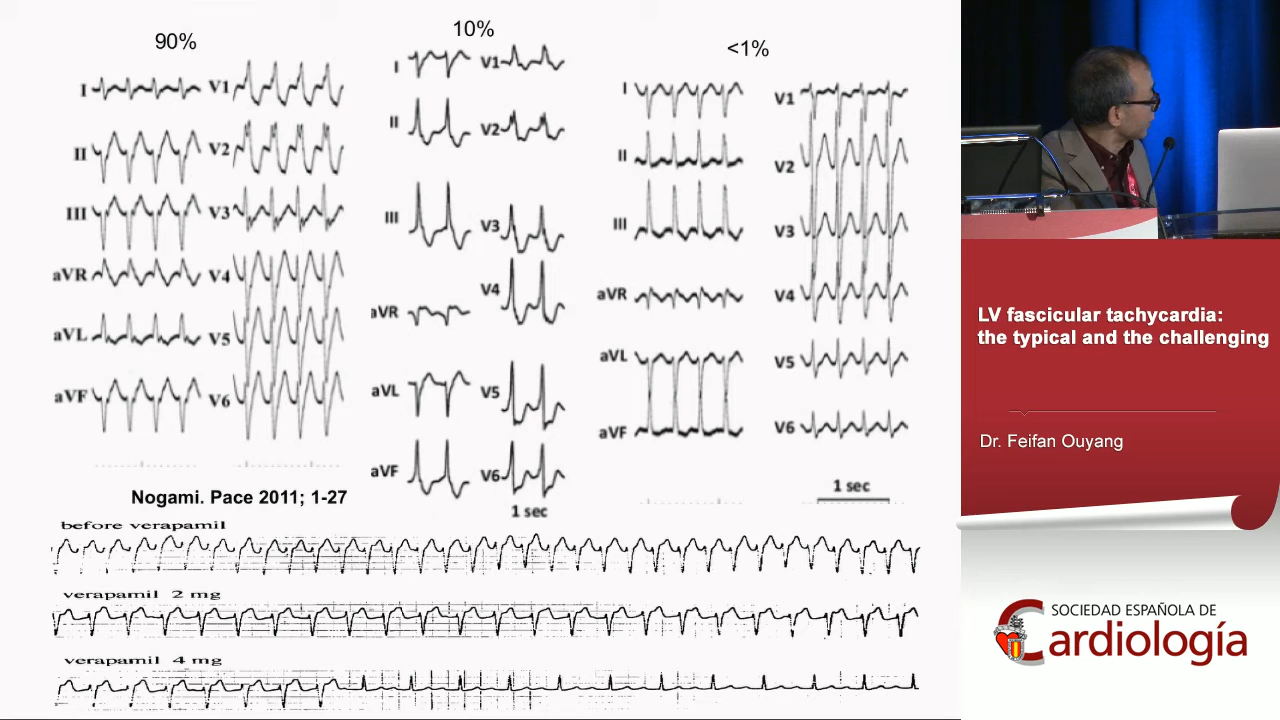 90%
10%
<1%
I
II
III
aVR
aVL
aVF
V1
V2
V3
V4
V5
V6
I
II
III
aVR
aVL
aVF
V1
V2
V3
V4
V5
V6
1 sec
I
II
III
aVR
aVL
aVF
V1
V2
V3
V4
V5
V6
1 sec
Nogami. Pace 2011; 1-27
before verapamil
verapamil 2 mg
verapamil 4 mg
LV fascicular tachycardia:
the typical and the challenging
Dr. Feifan Ouyang
SOCIEDAD ESPAÑOLA DE
Cardiología